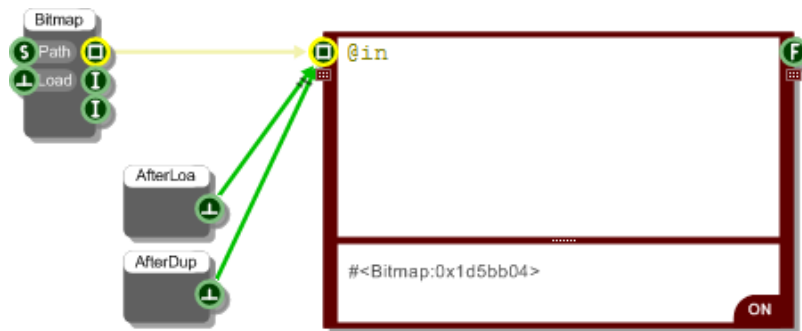 Bitmap
S Path
Load
@in
F
AfterLoa
AfterDup
#<Bitmap:0x1d5bb04>
ON